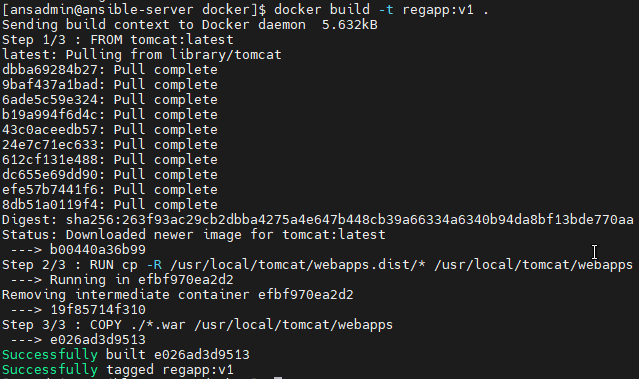 [ansadmin@ansible-server docker]$ docker build -t regapp:v1 .
Sending build context to Docker daemon  5.632kB
Step 1/3 : FROM tomcat:latest
latest: Pulling from library/tomcat
dbba69284b27: Pull complete
9baf437a1bad: Pull complete
6ade5c59e324: Pull complete
b19a994f6d4c: Pull complete
43c0aceedb57: Pull complete
24e7c71ec633: Pull complete
612cf131e488: Pull complete
dc655e69dd90: Pull complete
efe57b7441f6: Pull complete
8db51a0119f4: Pull complete
Digest: sha256:263f93ac29cb2dbba4275a4e647b448cb39a66334a6340b94da8bf13bde770aa
Status: Downloaded newer image for tomcat:latest
 ---> b00440a36b99
Step 2/3 : RUN cp -R /usr/local/tomcat/webapps.dist/* /usr/local/tomcat/webapps
 ---> Running in efbf970ea2d2
Removing intermediate container efbf970ea2d2
 ---> 19f85714f310
Step 3/3 : COPY ./*.war /usr/local/tomcat/webapps
 ---> e026ad3d9513
Successfully built e026ad3d9513
Successfully tagged regapp:v1